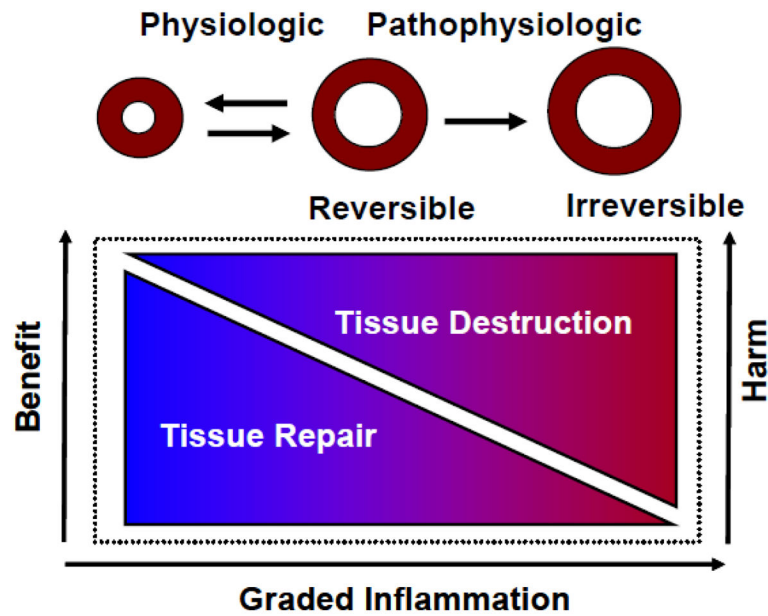 Physiologic Pathophysiologic
Reversible Irreversible
Benefit
Harm
Tissue Destruction
Tissue Repair
Graded Inflammation